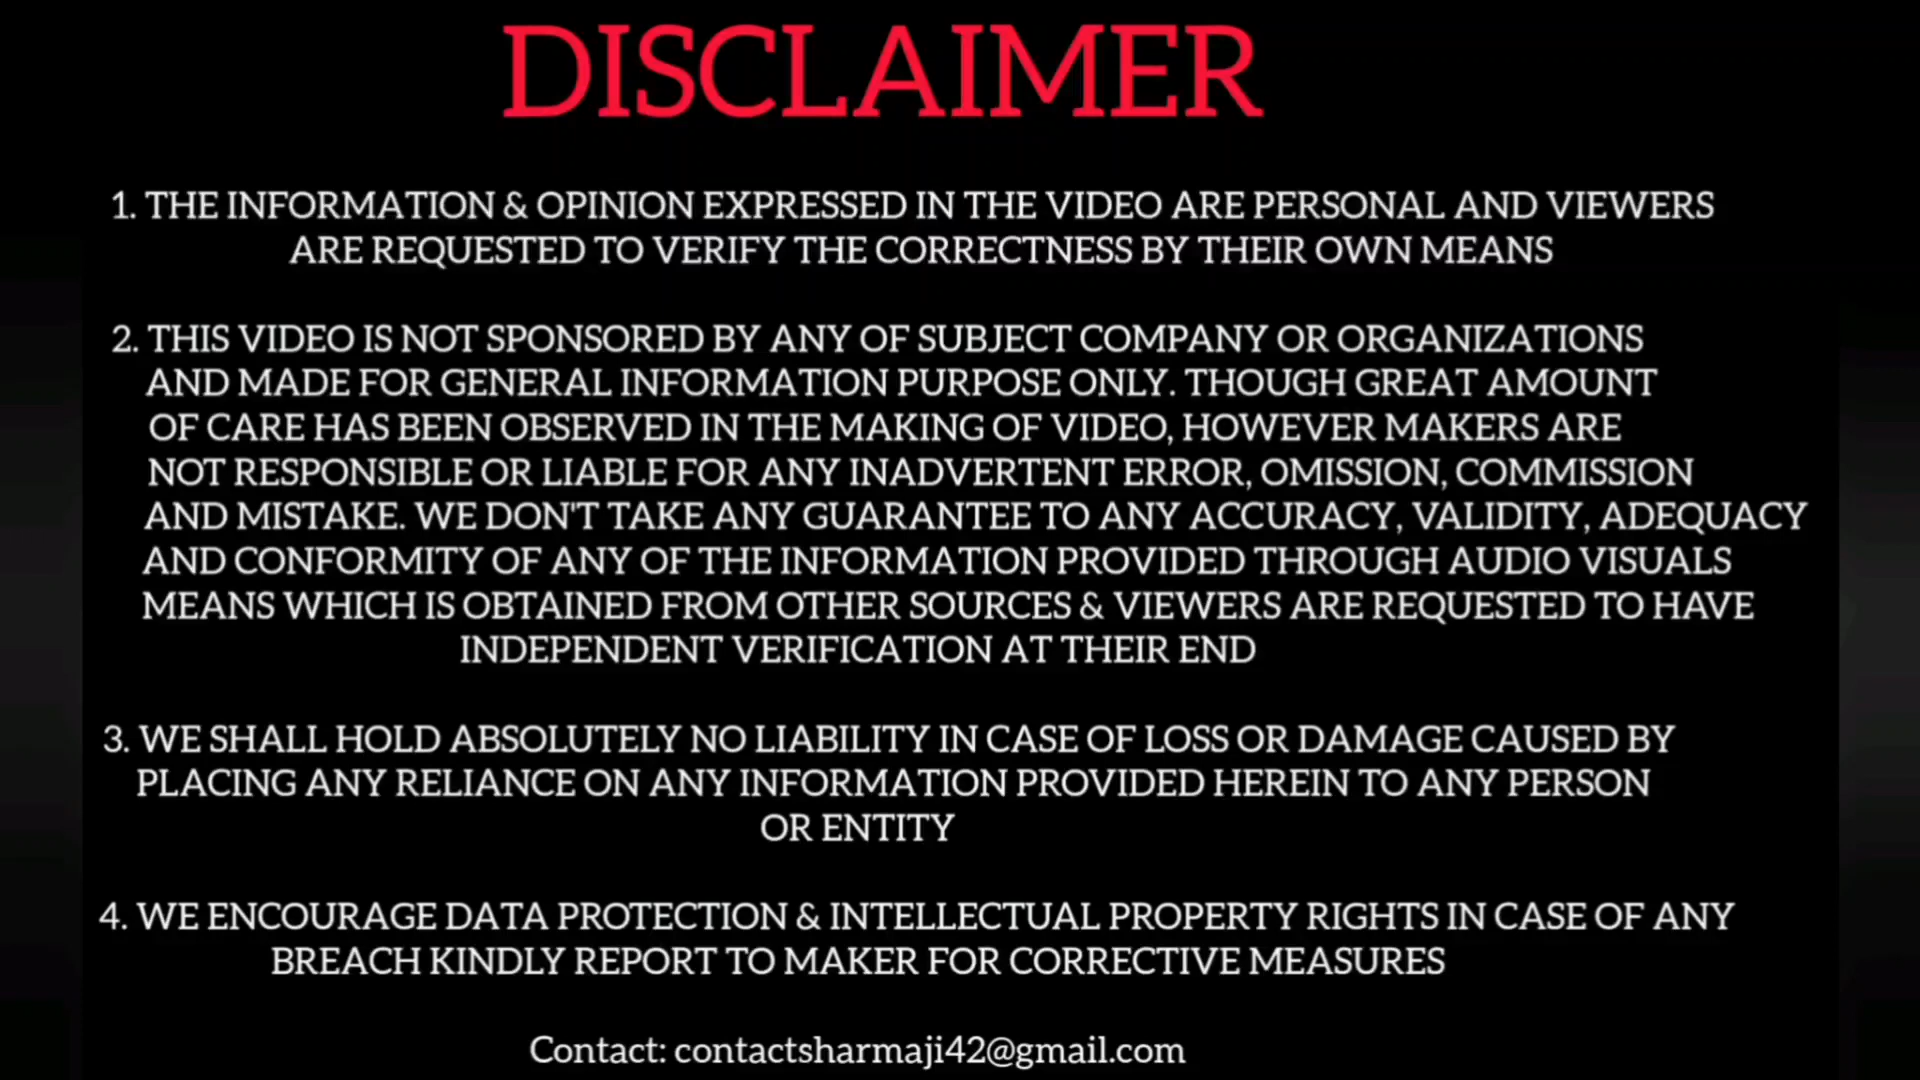 DISCLAIMER
1. THE INFORMATION & OPINION EXPRESSED IN THE VIDEO ARE PERSONAL AND VIEWERS
ARE REQUESTED TO VERIFY THE CORRECTNESS BY THEIR OWN MEANS
2. THIS VIDEO IS NOT SPONSORED BY ANY OF SUBJECT COMPANY OR ORGANIZATIONS
AND MADE FOR GENERAL INFORMATION PURPOSE ONLY. THOUGH GREAT AMOUNT
OF CARE HAS BEEN OBSERVED IN THE MAKING OF VIDEO, HOWEVER MAKERS ARE
NOT RESPONSIBLE OR LIABLE FOR ANY INADVERTENT ERROR, OMISSION, COMMISSION
AND MISTAKE. WE DON'T TAKE ANY GUARANTEE TO ANY ACCURACY, VALIDITY, ADEQUACY
AND CONFORMITY OF ANY OF THE INFORMATION PROVIDED THROUGH AUDIO VISUALS
MEANS WHICH IS OBTAINED FROM OTHER SOURCES & VIEWERS ARE REQUESTED TO HAVE
INDEPENDENT VERIFICATION AT THEIR END
3. WE SHALL HOLD ABSOLUTELY NO LIABILITY IN CASE OF LOSS OR DAMAGE CAUSED BY
PLACING ANY RELIANCE ON ANY INFORMATION PROVIDED HEREIN TO ANY PERSON
OR ENTITY
4. WE ENCOURAGE DATA PROTECTION & INTELLECTUAL PROPERTY RIGHTS IN CASE OF ANY
BREACH KINDLY REPORT TO MAKER FOR CORRECTIVE MEASURES
Contact: contactsharmaji42@gmail.com